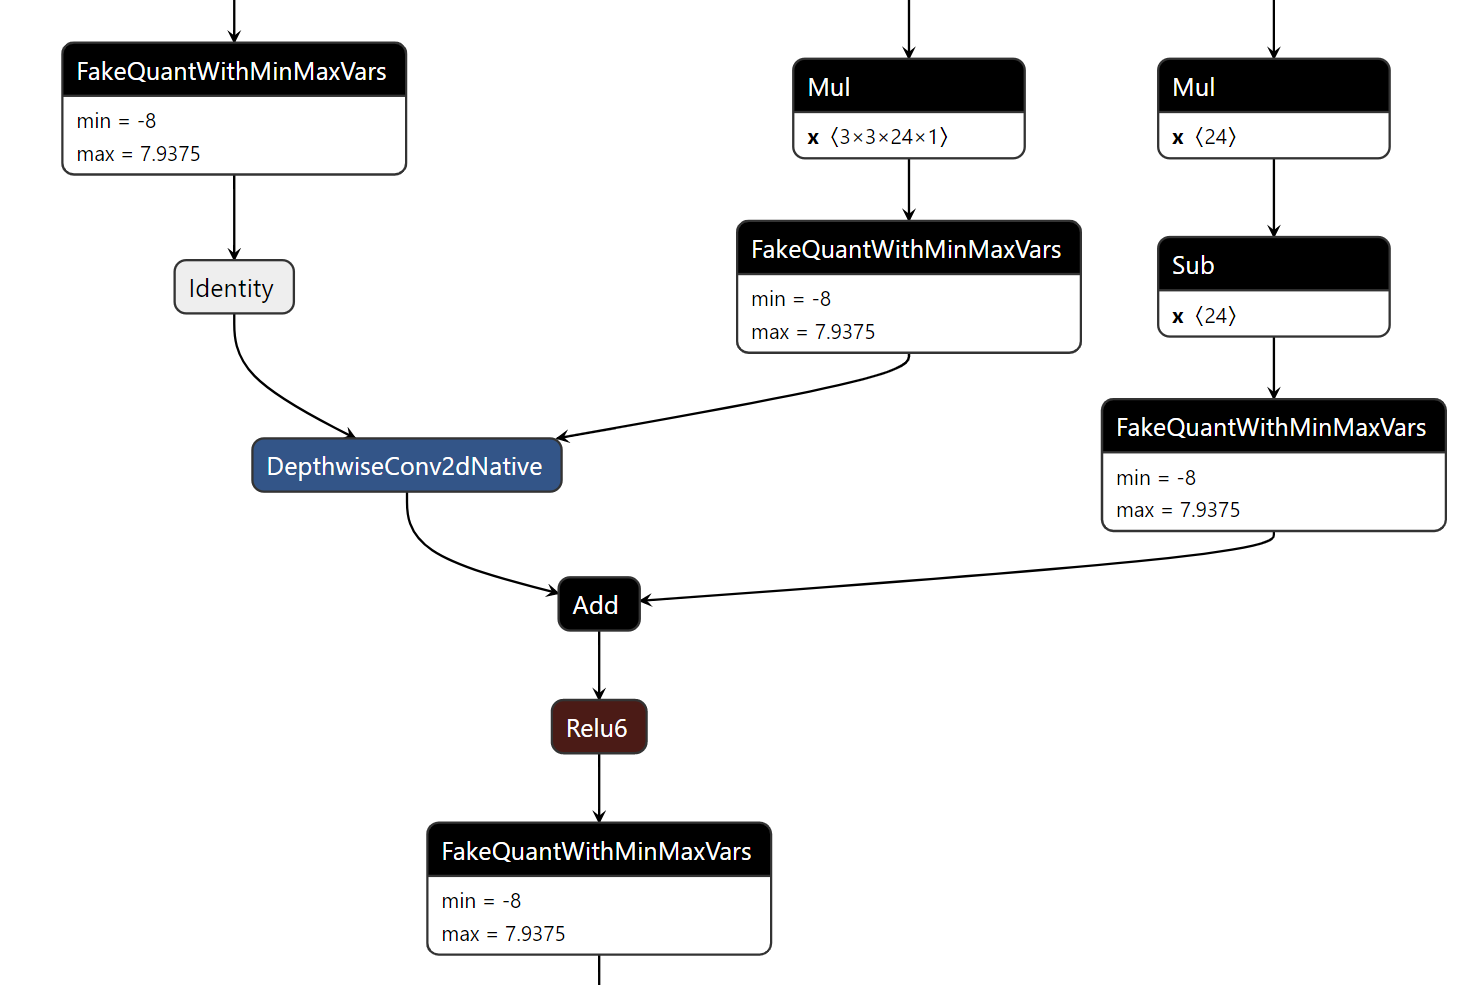 FakeQuantWithMinMaxVars
min = -8
max = 7.9375
Mul
x 〈3×3×24×1〉
Mul
x 〈24〉
Identity
FakeQuantWithMinMaxVars
min = -8
max = 7.9375
Sub
x 〈24〉
DepthwiseConv2dNative
FakeQuantWithMinMaxVars
min = -8
max = 7.9375
Add
Relu6
FakeQuantWithMinMaxVars
min = -8
max = 7.9375